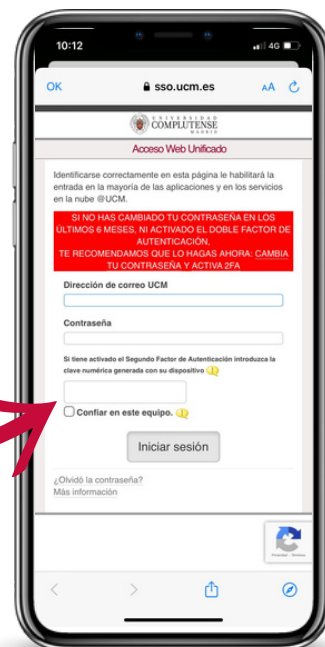 10:12
4G
OK
sso.ucm.es
AA
UNIVERSIDAD
COMPLUTENSE
MADRID
Acceso Web Unificado
Identificarse correctamente en esta página le habilitará la
entrada en la mayoría de las aplicaciones y en los servicios
en la nube @UCM.
SI NO HAS CAMBIADO TU CONTRASEÑA EN LOS
ÚLTIMOS 6 MESES, NI ACTIVADO EL DOBLE FACTOR DE
AUTENTICACIÓN,
TE RECOMENDAMOS QUE LO HAGAS AHORA: CAMBIA
TU CONTRASEÑA Y ACTIVA 2FA
Dirección de correo UCM
Contraseña
Si tiene activado el Segundo Factor de Autenticación introduzca la
clave numérica generada con su dispositivo
Confiar en este equipo.
Iniciar sesión
¿Olvidó la contraseña?
Más información